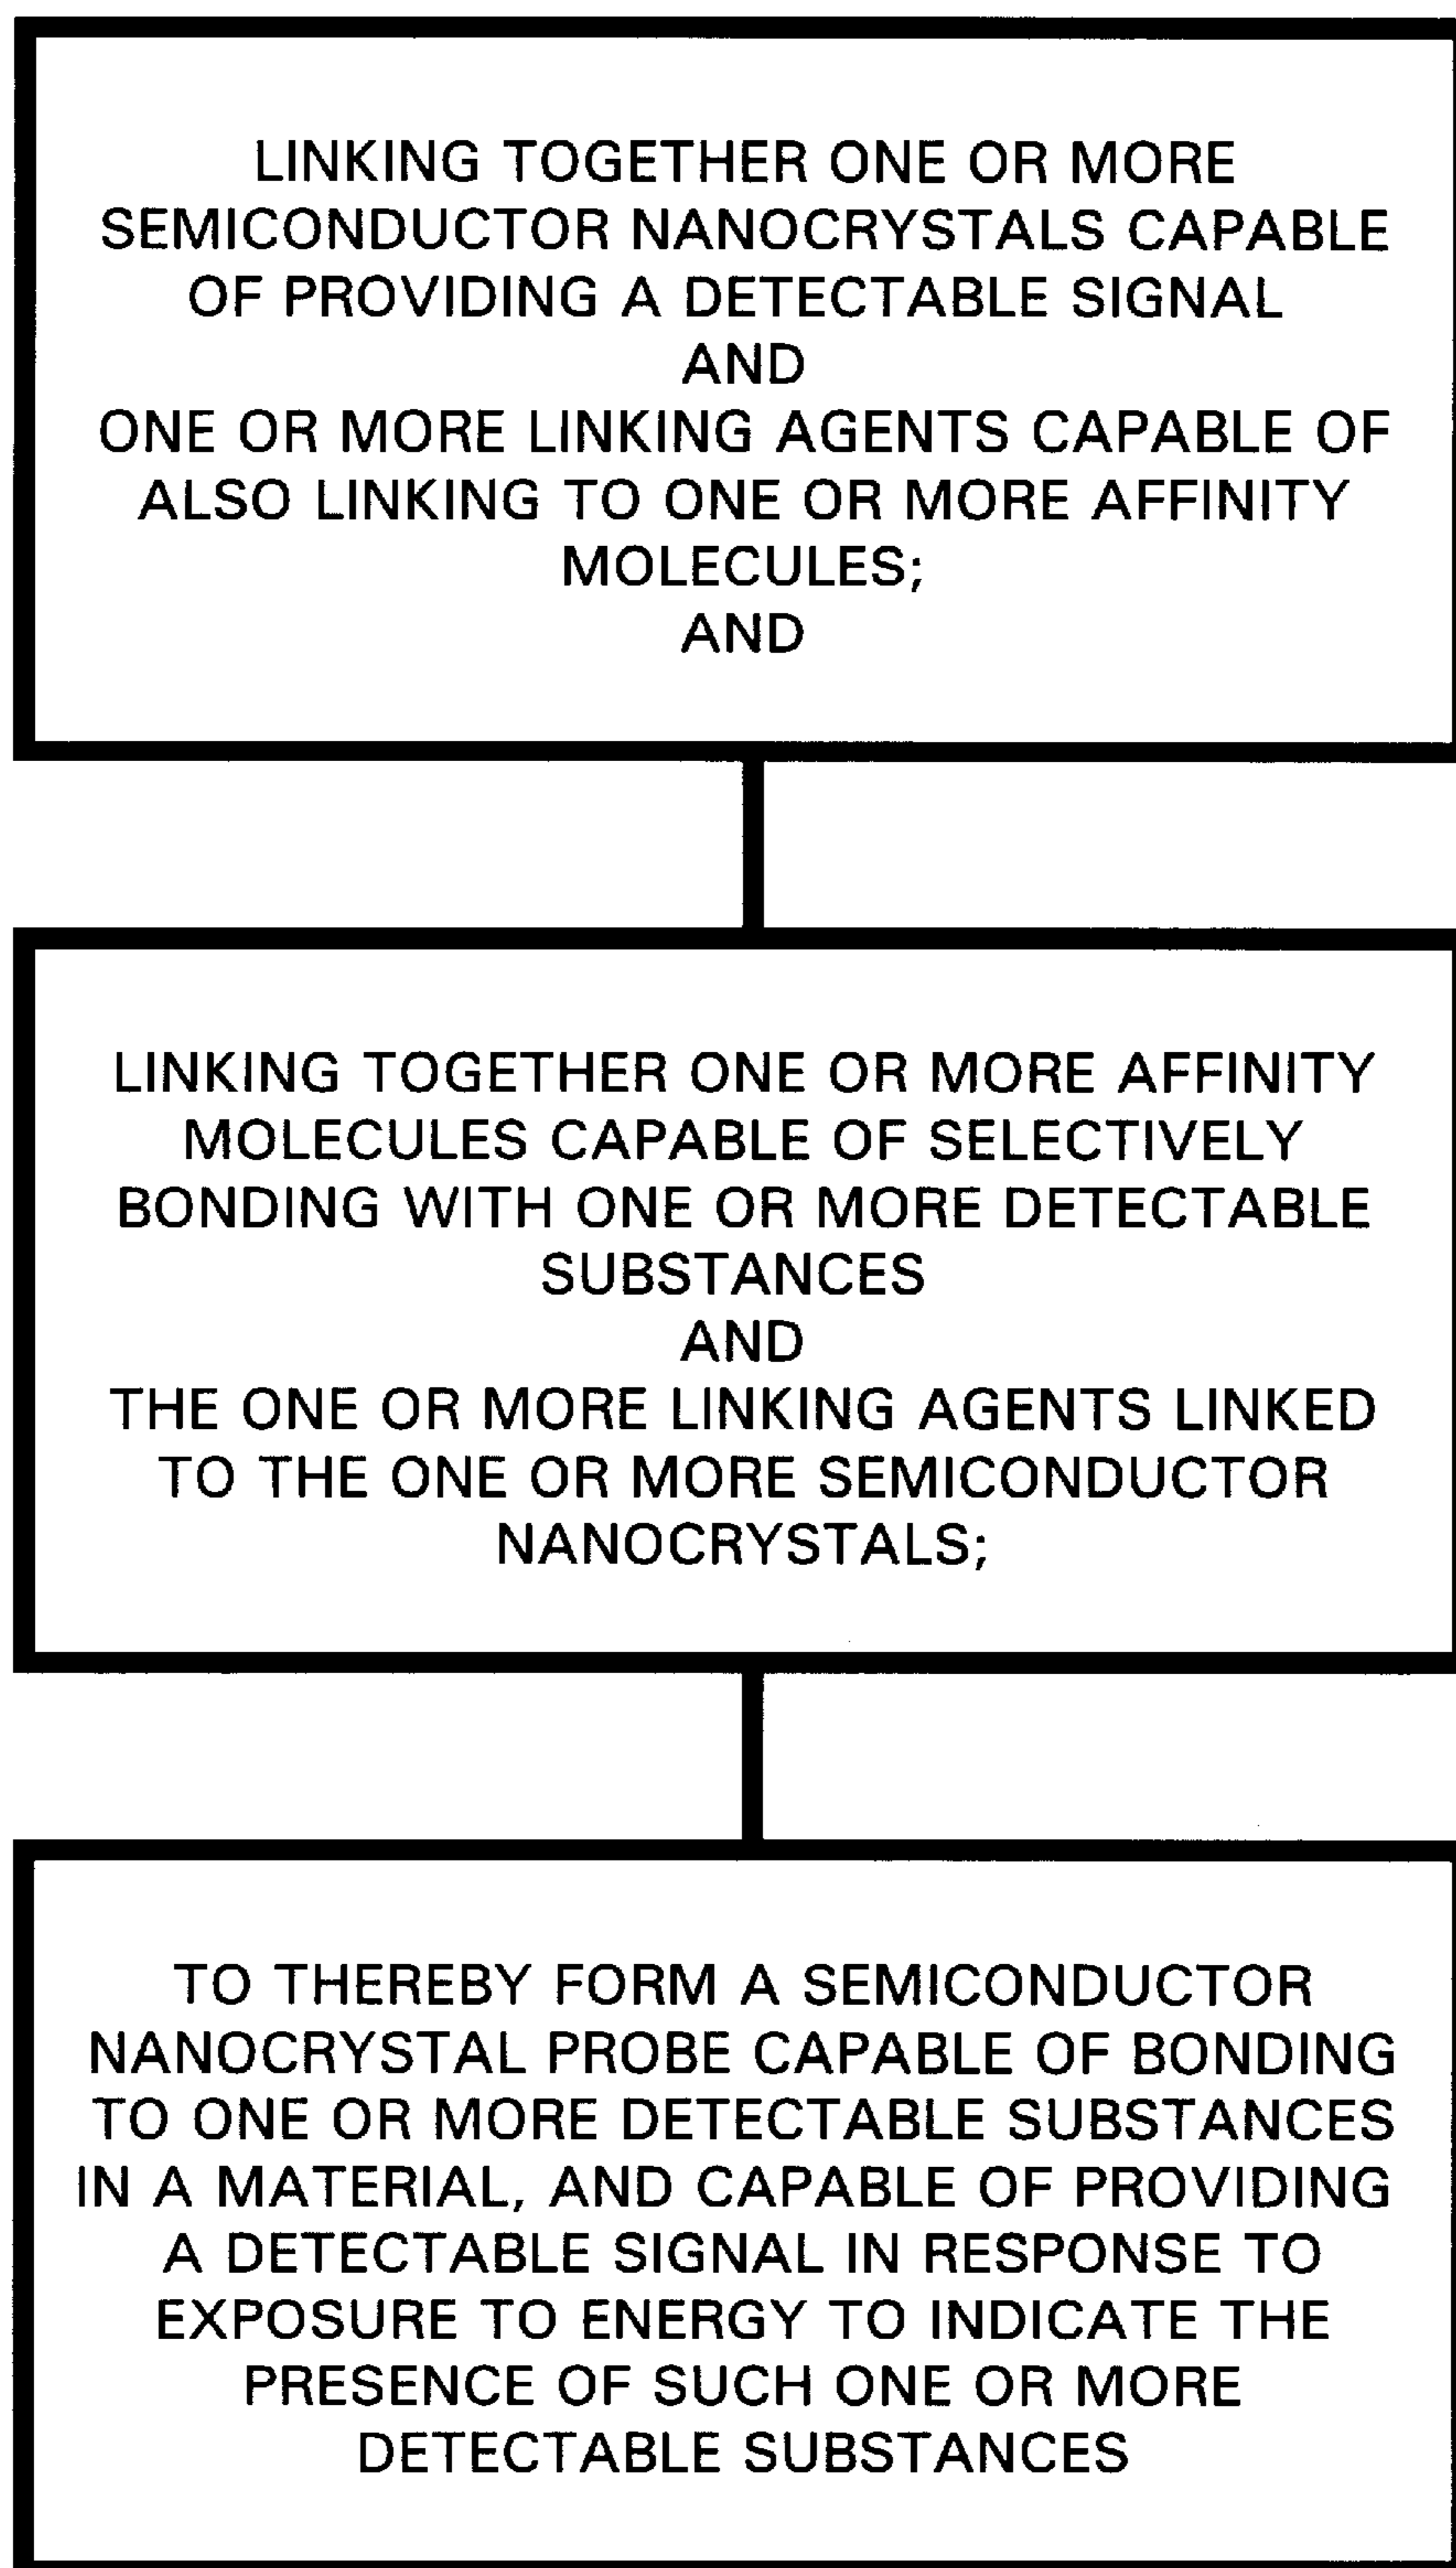 LINKING TOGETHER ONE OR MORE
SEMICONDUCTOR NANOCRYSTALS CAPABLE
OF PROVIDING A DETECTABLE SIGNAL
AND
ONE OR MORE LINKING AGENTS CAPABLE OF
ALSO LINKING TO ONE OR MORE AFFINITY
MOLECULES;
AND
LINKING TOGETHER ONE OR MORE AFFINITY
MOLECULES CAPABLE OF SELECTIVELY
BONDING WITH ONE OR MORE DETECTABLE
SUBSTANCES
AND
THE ONE OR MORE LINKING AGENTS LINKED
TO THE ONE OR MORE SEMICONDUCTOR
NANOCRYSTALS;
TO THEREBY FORM A SEMICONDUCTOR
NANOCRYSTAL PROBE CAPABLE OF BONDING
TO ONE OR MORE DETECTABLE SUBSTANCES
IN A MATERIAL, AND CAPABLE OF PROVIDING
A DETECTABLE SIGNAL IN RESPONSE TO
EXPOSURE TO ENERGY TO INDICATE THE
PRESENCE OF SUCH ONE OR MORE
DETECTABLE SUBSTANCES